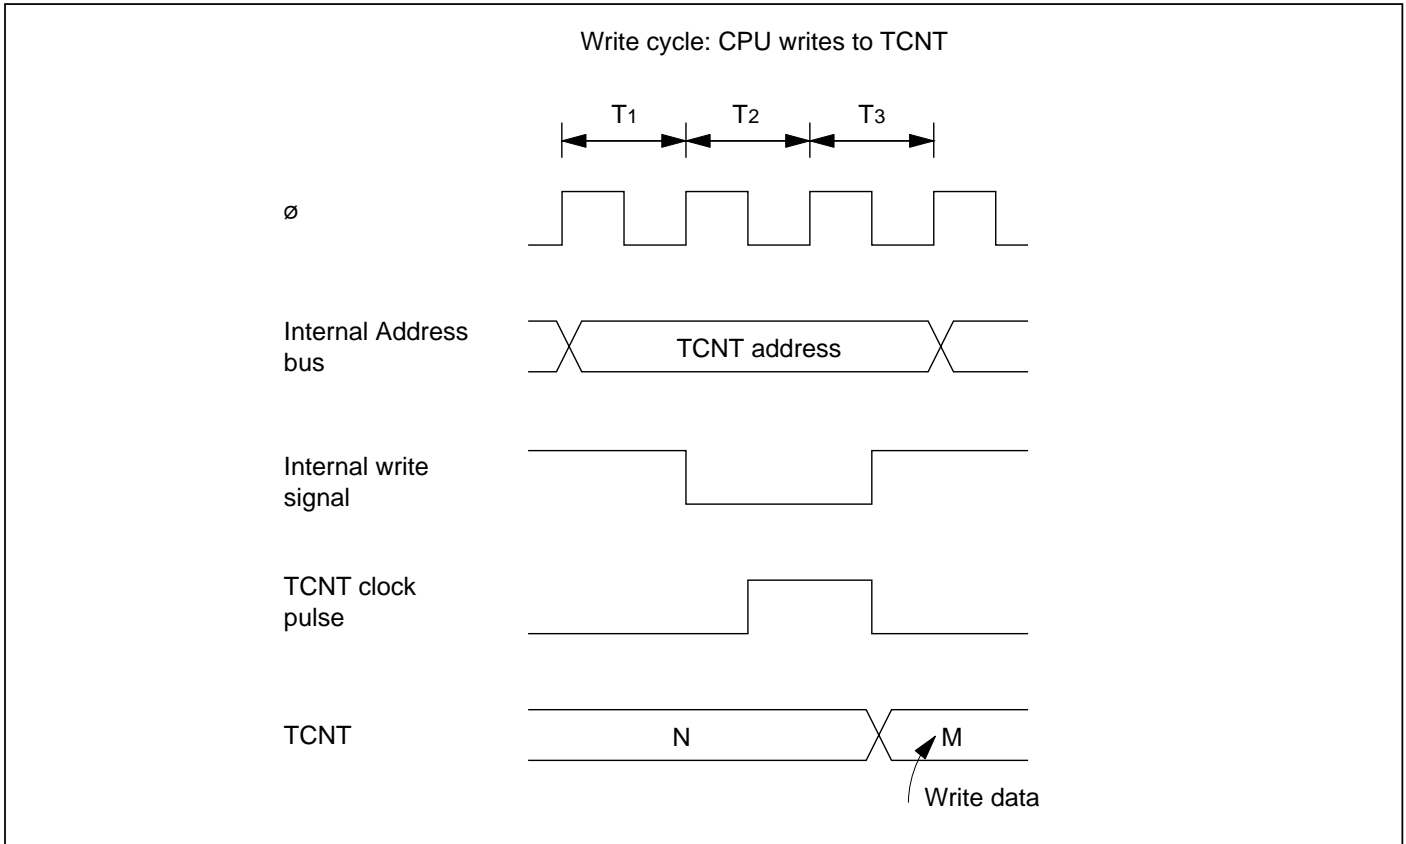 Write cycle: CPU writes to TCNT
T1 T2 T3
ø
Internal Address
bus
TCNT address
Internal write
signal
TCNT clock
pulse
TCNT
N
M
Write data